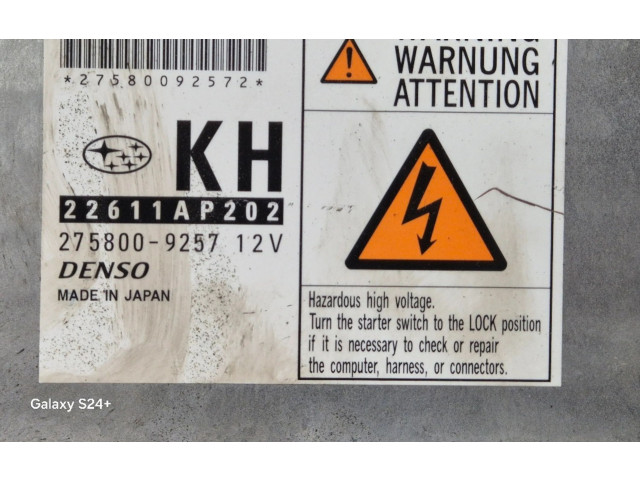 *27580092572*
KH
22611AP202
275800-9257 12V
DENSO
MADE IN JAPAN
WARNING
WARNUNG
ATTENTION
Hazardous high voltage.
Turn the starter switch to the LOCK position
if it is necessary to check or repair
the computer, harness, or connectors.
Galaxy S24+